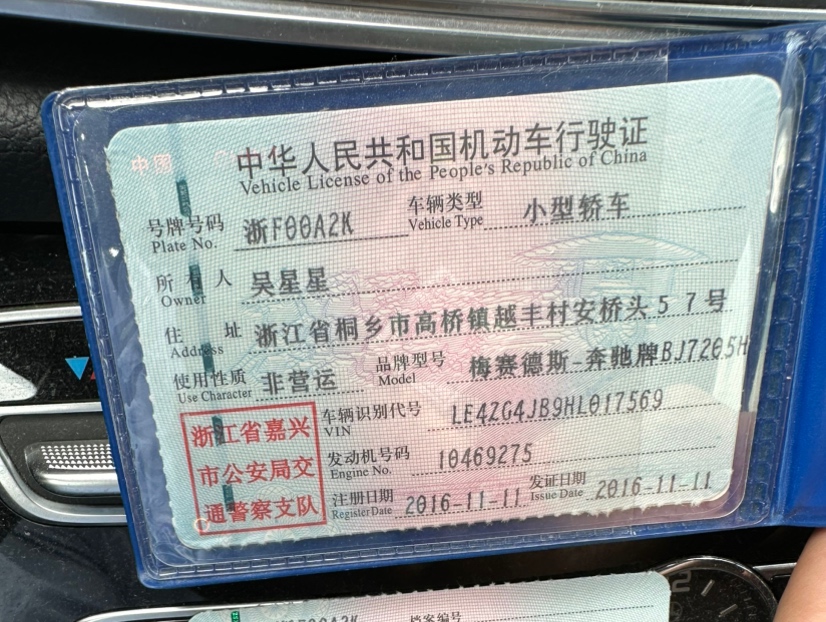 中国
中华人民共和国机动车行驶证
Vehicle License of the People's Republic of China
号牌号码 浙F00A2K 车辆类型 小型轿车
Plate No. Vehicle Type
所有人 吴星星
Owner
住址 浙江省桐乡市高桥镇越丰村安桥头57号
Address
使用性质 非营运 品牌型号 梅赛德斯-奔驰牌BJ7205H
Use Character Model
浙江省嘉兴
市公安局交
通警察支队
车辆识别代号 LE4ZG4JB9HL017569
VIN
发动机号码 10469275
Engine No.
注册日期 2016-11-11 发证日期 2016-11-11
Register Date Issue Date
档案编号